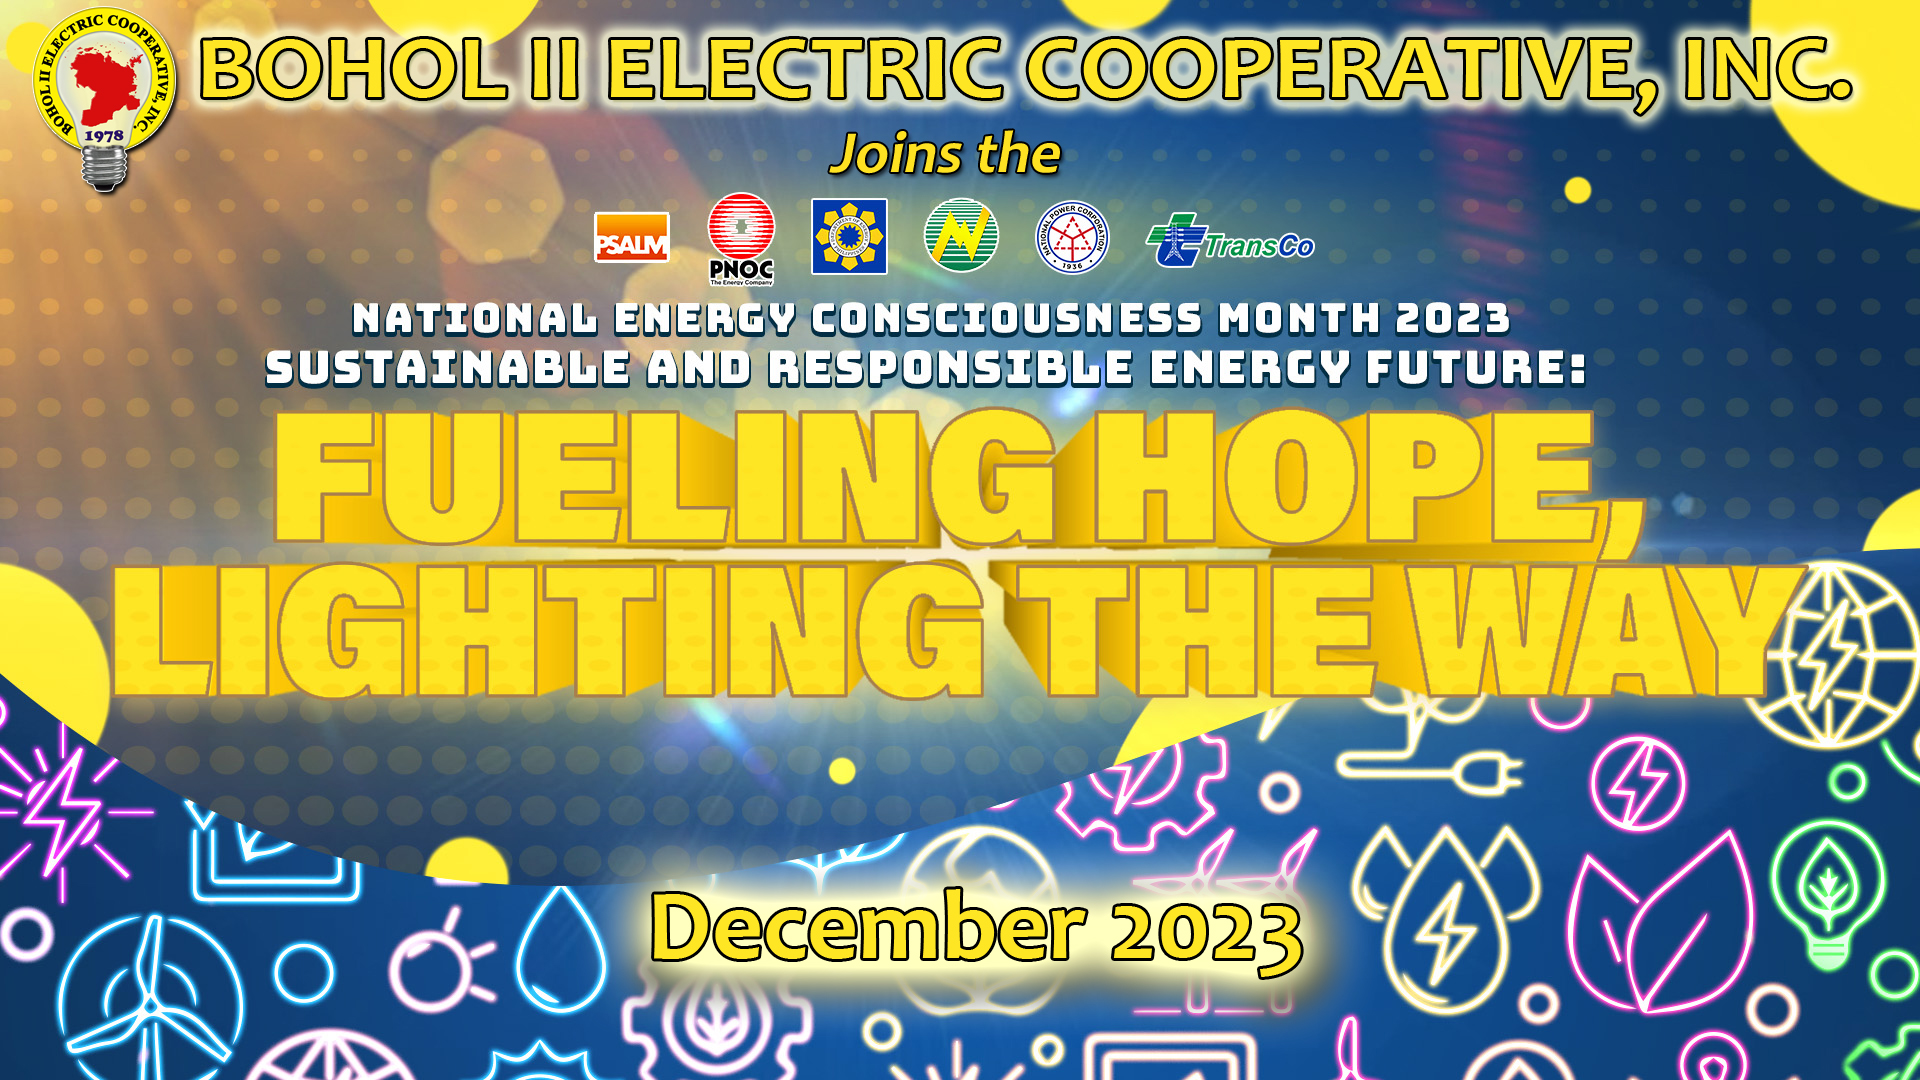 BOHOL II ELECTRIC COOPERATIVE, INC.
1978
BOHOL II ELECTRIC COOPERATIVE, INC.
Joins the
PSALM
PNOC
The Energy Company
NATIONAL POWER CORPORATION
1936
TransCo
NATIONAL ENERGY CONSCIOUSNESS MONTH 2023
SUSTAINABLE AND RESPONSIBLE ENERGY FUTURE:
FUELING HOPE,
LIGHTING THE WAY
December 2023